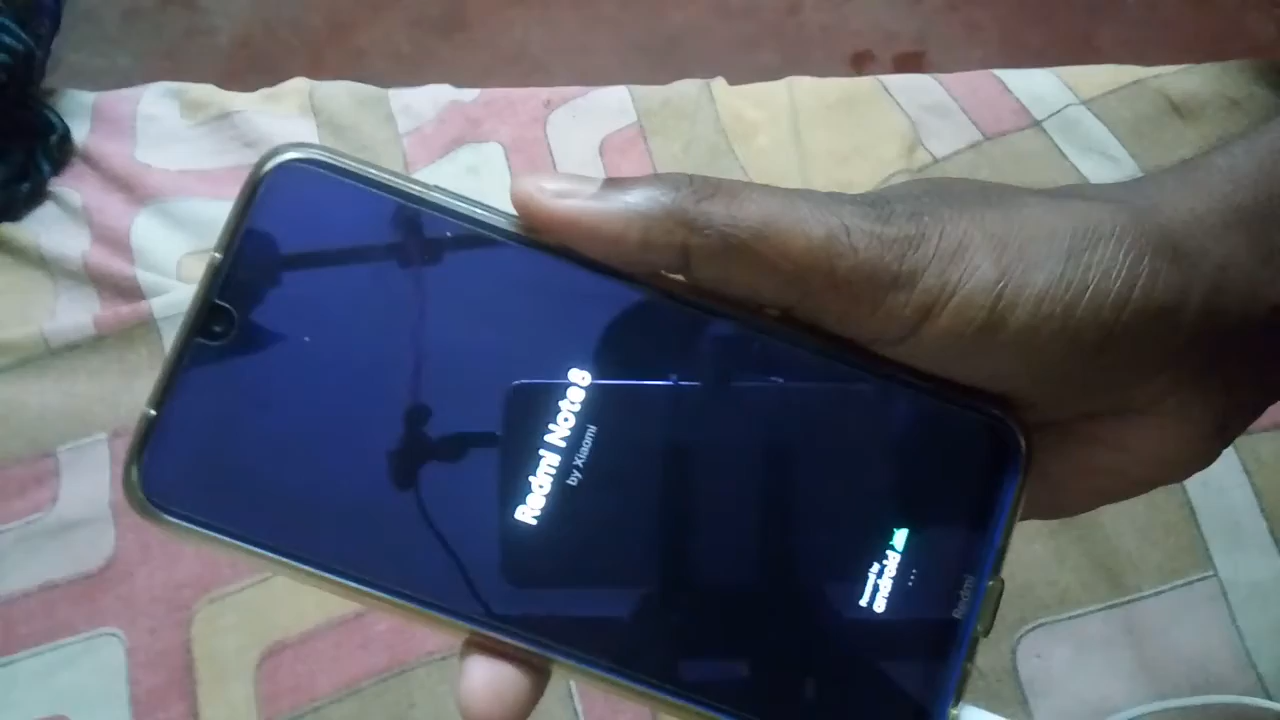 Redmi Note 8
by Xiaomi
Powered by
android
Redmi